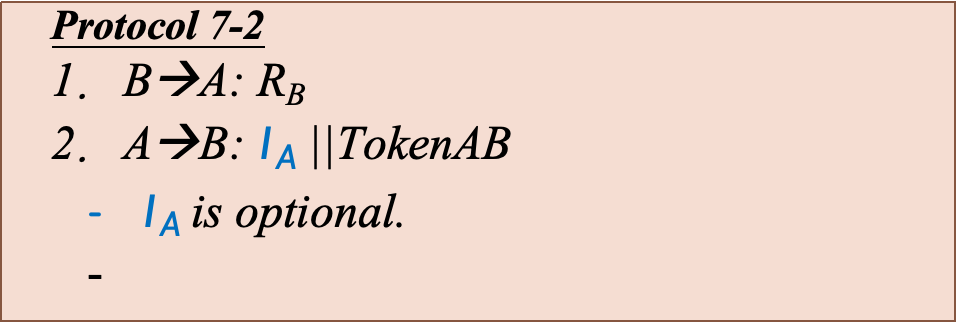 Protocol 7-2
1. B→A: R_B
2. A→B: I_A ||TokenAB
- I_A is optional.
-